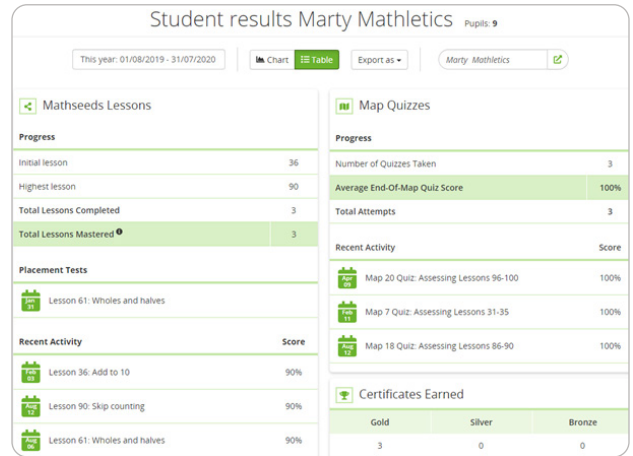 Student results Marty Mathletics Pupils: 9
This year: 01/08/2019 - 31/07/2020
Chart
Table
Export as
Marty Mathletics
Mathseeds Lessons
Progress
Initial lesson 36
Highest lesson 90
Total Lessons Completed 3
Total Lessons Mastered 3
Placement Tests
Jan 31 Lesson 61: Wholes and halves
Recent Activity Score
Feb 03 Lesson 36: Add to 10 90%
Aug 12 Lesson 90: Skip counting 90%
Aug 06 Lesson 61: Wholes and halves 90%
Map Quizzes
Progress
Number of Quizzes Taken 3
Average End-Of-Map Quiz Score 100%
Total Attempts 3
Recent Activity Score
Apr 09 Map 20 Quiz: Assessing Lessons 96-100 100%
Feb 11 Map 7 Quiz: Assessing Lessons 31-35 100%
Aug 12 Map 18 Quiz: Assessing Lessons 86-90 100%
Certificates Earned
Gold Silver Bronze
3 0 0